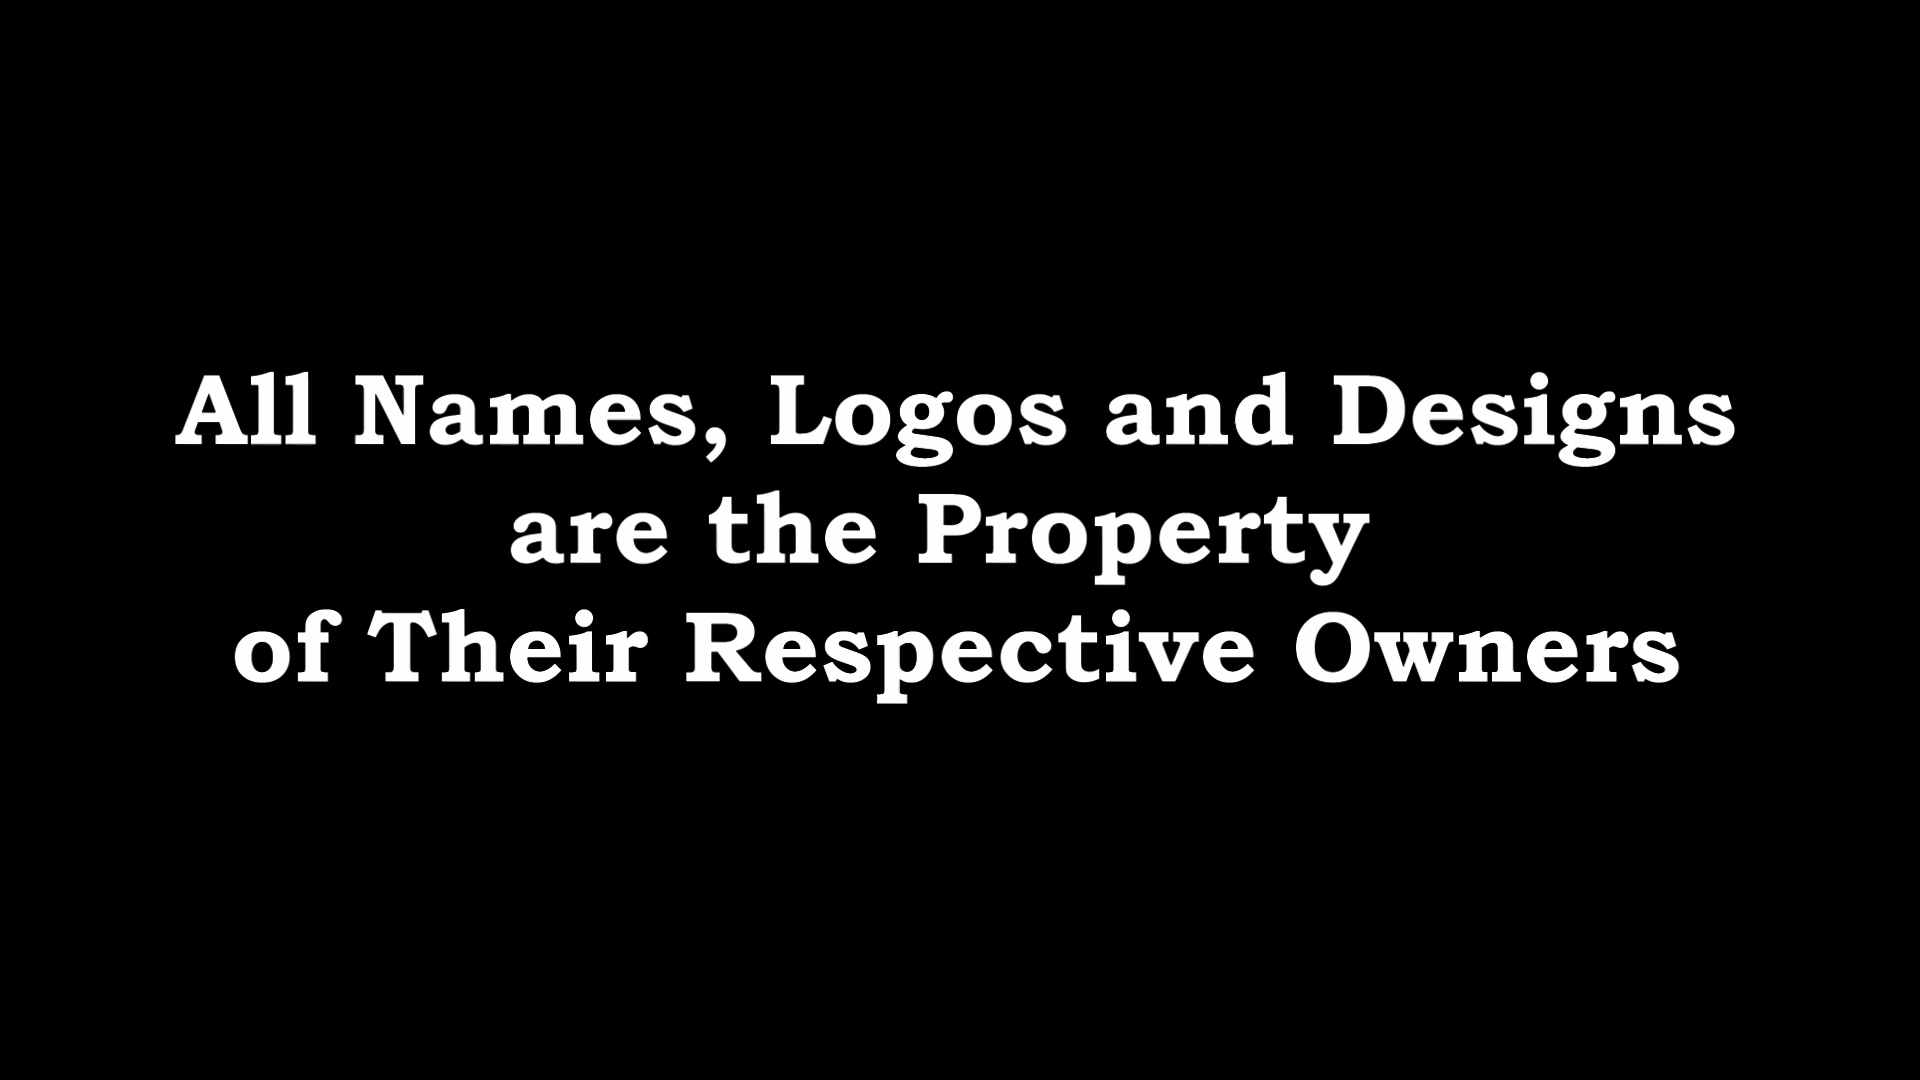 All Names, Logos and Designs
are the Property
of Their Respective Owners